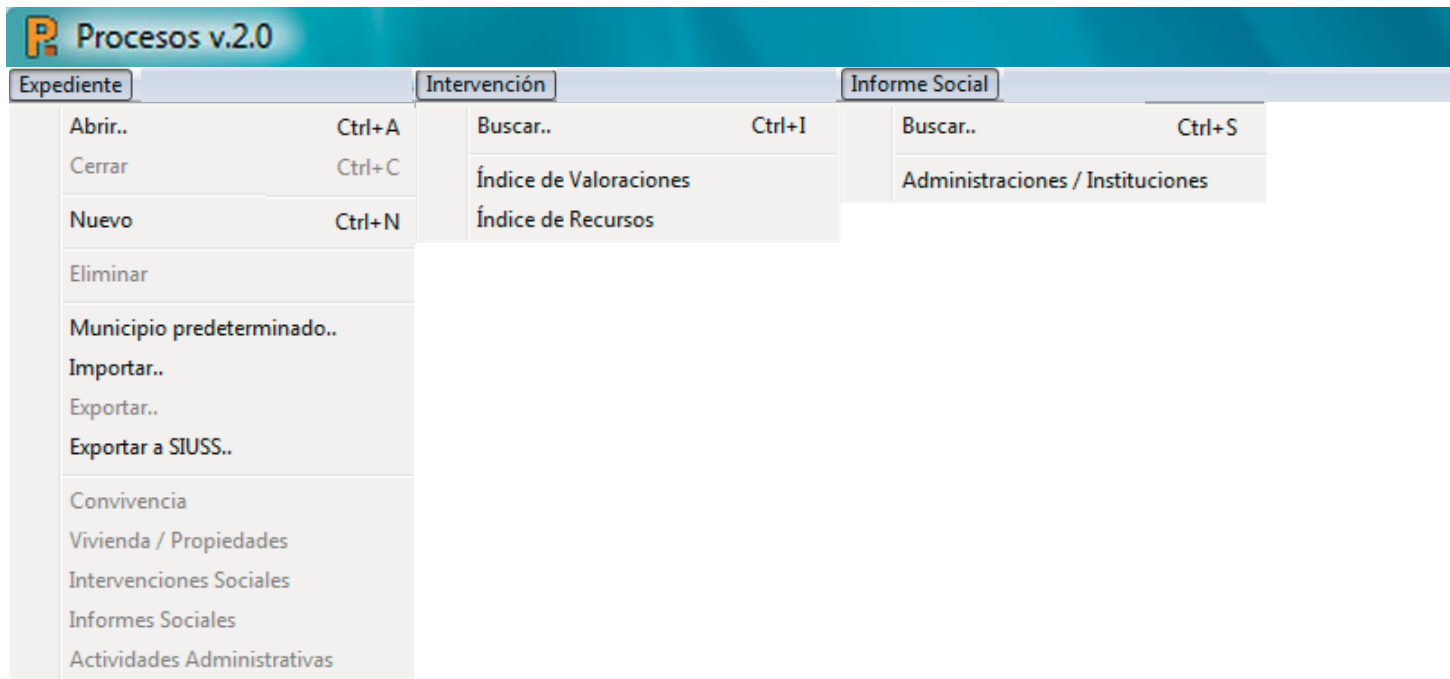 Procesos v.2.0
Expediente
Abrir.. Ctrl+A
Cerrar Ctrl+C
Nuevo Ctrl+N
Eliminar
Municipio predeterminado..
Importar..
Exportar..
Exportar a SIUSS..
Convivencia
Vivienda / Propiedades
Intervenciones Sociales
Informes Sociales
Actividades Administrativas
Intervención
Buscar.. Ctrl+I
Índice de Valoraciones
Índice de Recursos
Informe Social
Buscar.. Ctrl+S
Administraciones / Instituciones